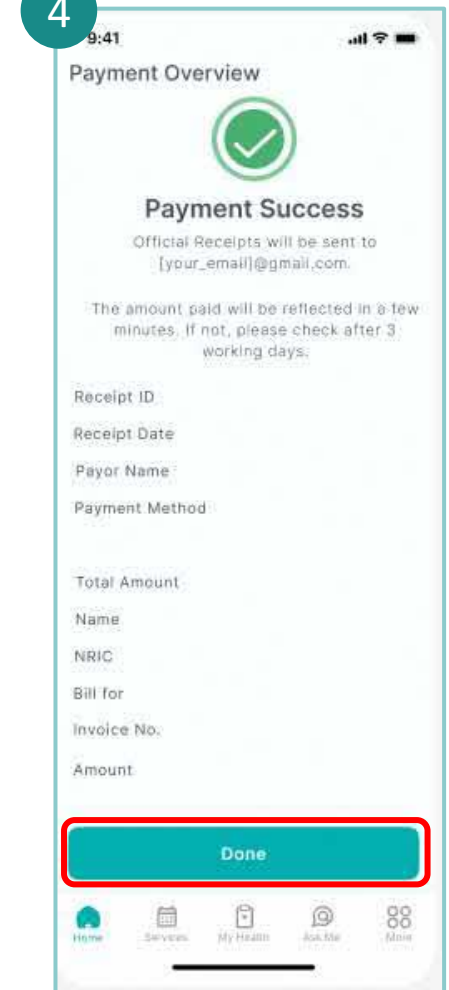 4
9:41
Payment Overview
Payment Success
Official Receipts will be sent to
[your_email]@gmail.com.
The amount paid will be reflected in a few
minutes. If not, please check after 3
working days.
Receipt ID
Receipt Date
Payor Name
Payment Method
Total Amount
Name
NRIC
Bill for
Invoice No.
Amount
Done
Home Services My Health Ask Me More